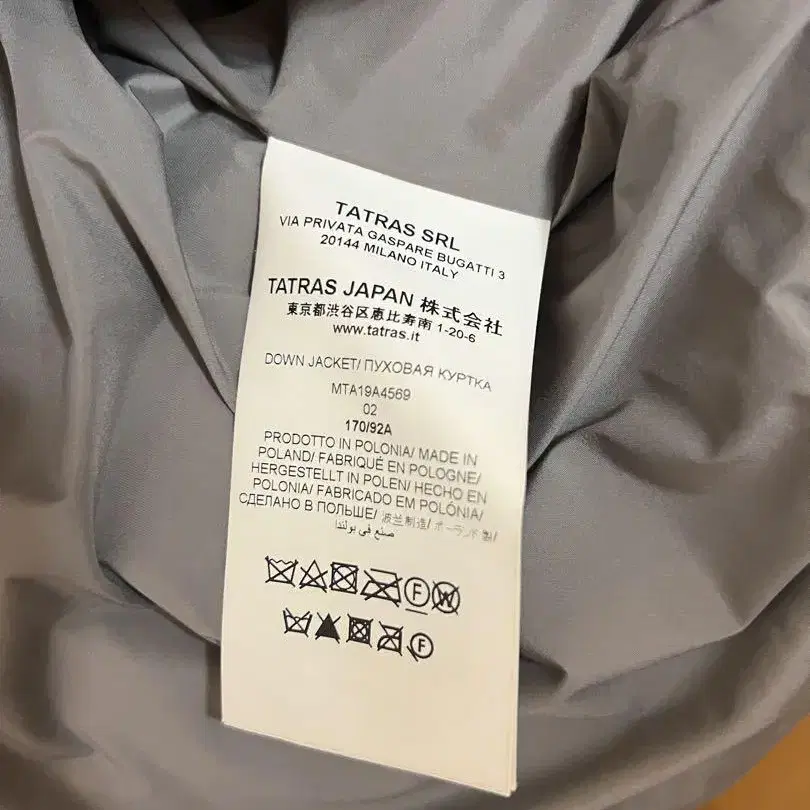 TATRAS SRL
VIA PRIVATA GASPARE BUGATTI 3
20144 MILANO ITALY
TATRAS JAPAN 株式会社
東京都渋谷区恵比寿南 1-20-6
www.tatras.it
DOWN JACKET/ ПУХОВАЯ КУРТКА
MTA19A4569
02
170/92A
PRODOTTO IN POLONIA/ MADE IN
POLAND/ FABRIQUÉ EN POLOGNE/
HERGESTELLT IN POLEN/ HECHO EN
POLONIA/ FABRICADO EM POLÓNIA/
СДЕЛАНО В ПОЛЬШЕ/ 波兰制造/ ポーランド製/
صنع في بولندا
F W
F